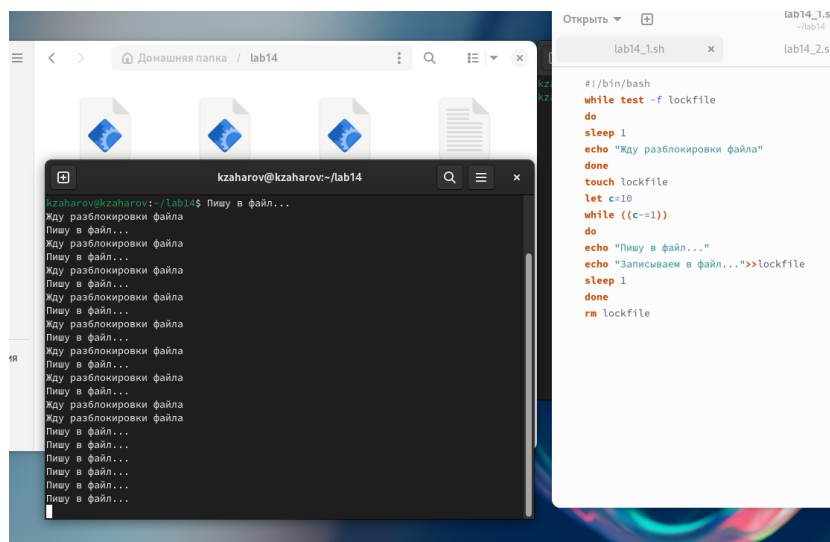 Домашняя папка / lab14
kzaharov@kzaharov:~/lab14
kzaharov@kzaharov:~/lab14$ Пишу в файл...
Жду разблокировки файла
Пишу в файл...
Жду разблокировки файла
Пишу в файл...
Жду разблокировки файла
Пишу в файл...
Жду разблокировки файла
Пишу в файл...
Жду разблокировки файла
Пишу в файл...
Жду разблокировки файла
Пишу в файл...
Жду разблокировки файла
Пишу в файл...
Жду разблокировки файла
Жду разблокировки файла
Пишу в файл...
Пишу в файл...
Пишу в файл...
Пишу в файл...
Пишу в файл...
Пишу в файл...
Открыть
lab14_1.s
~/lab14
lab14_1.sh
lab14_2.s
#!/bin/bash
while test -f lockfile
do
sleep 1
echo "Жду разблокировки файла"
done
touch lockfile
let c=10
while ((c-=1))
do
echo "Пишу в файл..."
echo "Записываем в файл...">>lockfile
sleep 1
done
rm lockfile